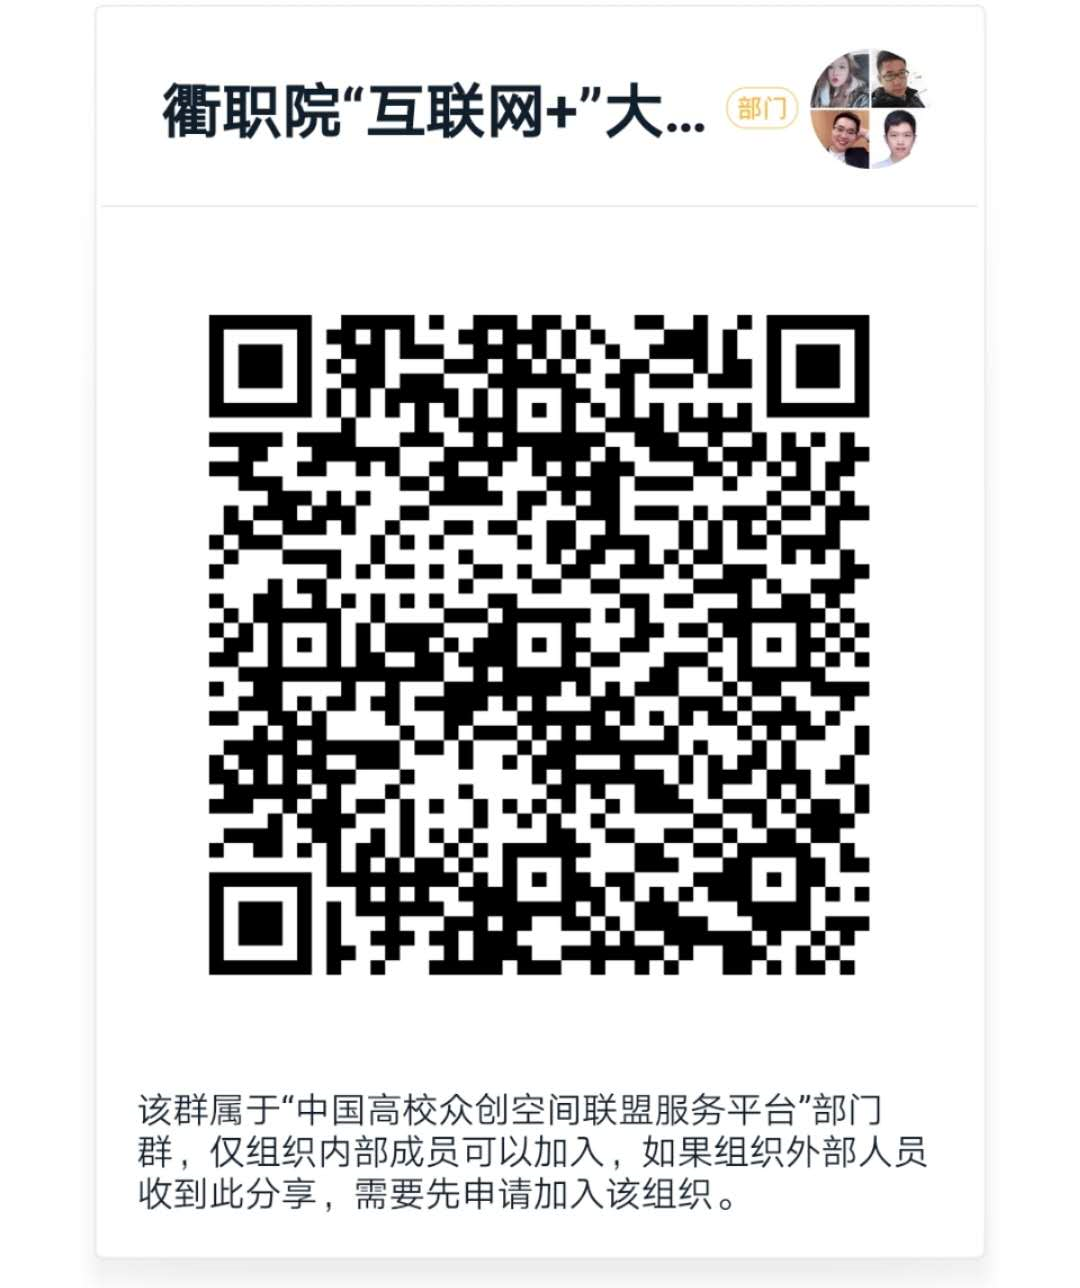 衢职院“互联网+”大...
部门
该群属于“中国高校众创空间联盟服务平台”部门
群，仅组织内部成员可以加入，如果组织外部人员
收到此分享，需要先申请加入该组织。